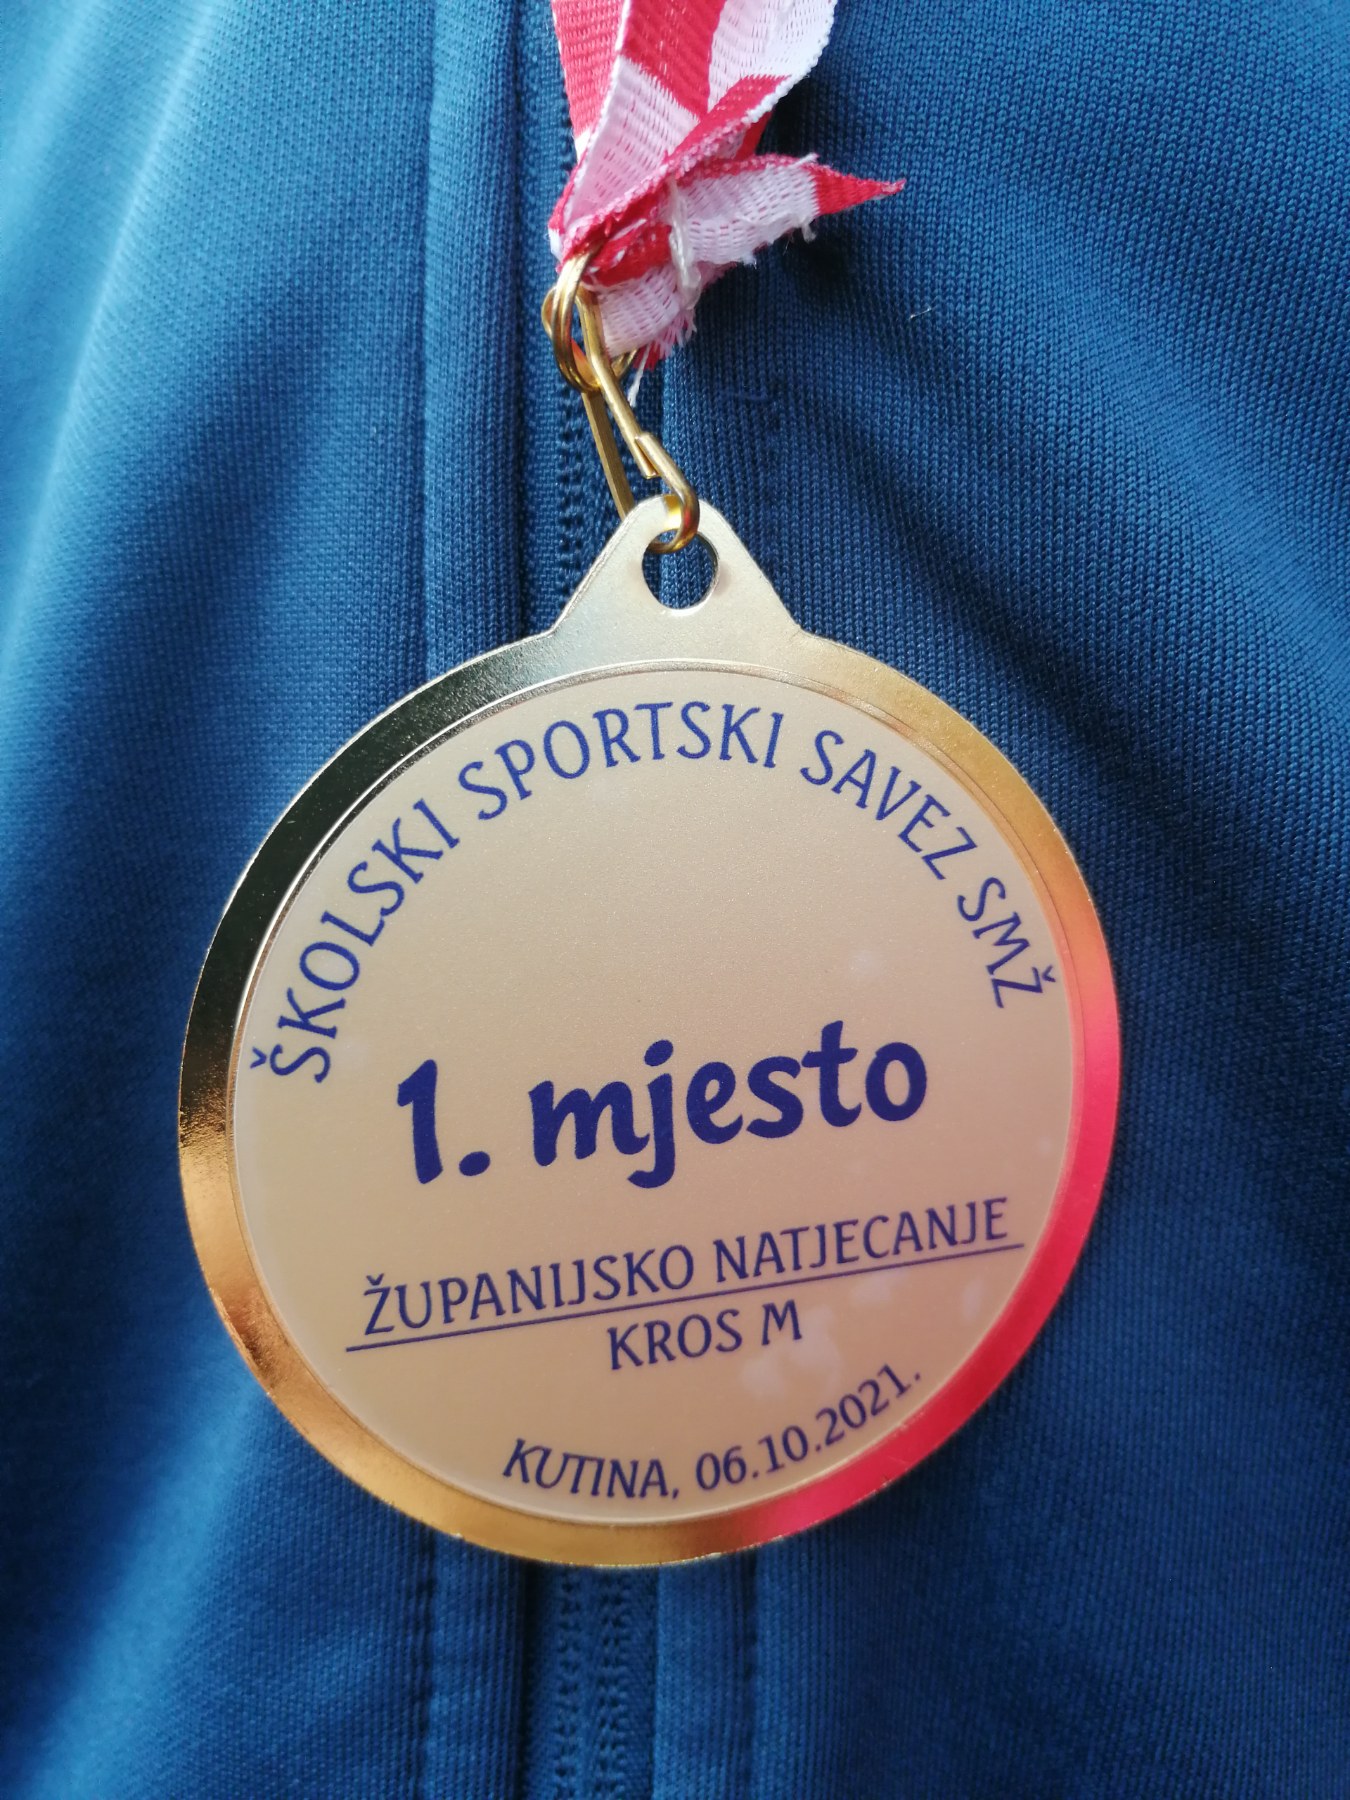 ŠKOLSKI SPORTSKI SAVEZ SMŽ
1. mjesto
ŽUPANIJSKO NATJECANJE
KROS M
KUTINA, 06.10.2021.